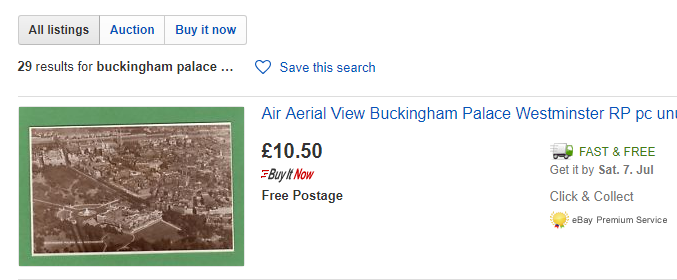 All listings
Auction
Buy it now
29 results for buckingham palace ...
Save this search
Air Aerial View Buckingham Palace Westminster RP pc unu
£10.50
Buy It Now
Free Postage
FAST & FREE
Get it by Sat. 7. Jul
Click & Collect
eBay Premium Service